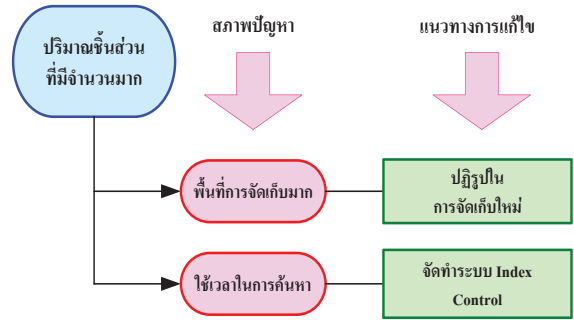 ปริมาณชิ้นส่วน
ที่มีจำนวนมาก
สภาพปัญหา
แนวทางการแก้ไข
พื้นที่การจัดเก็บมาก
ปฏิรูปใน
การจัดเก็บใหม่
ใช้เวลาในการค้นหา
จัดทำระบบ Index
Control